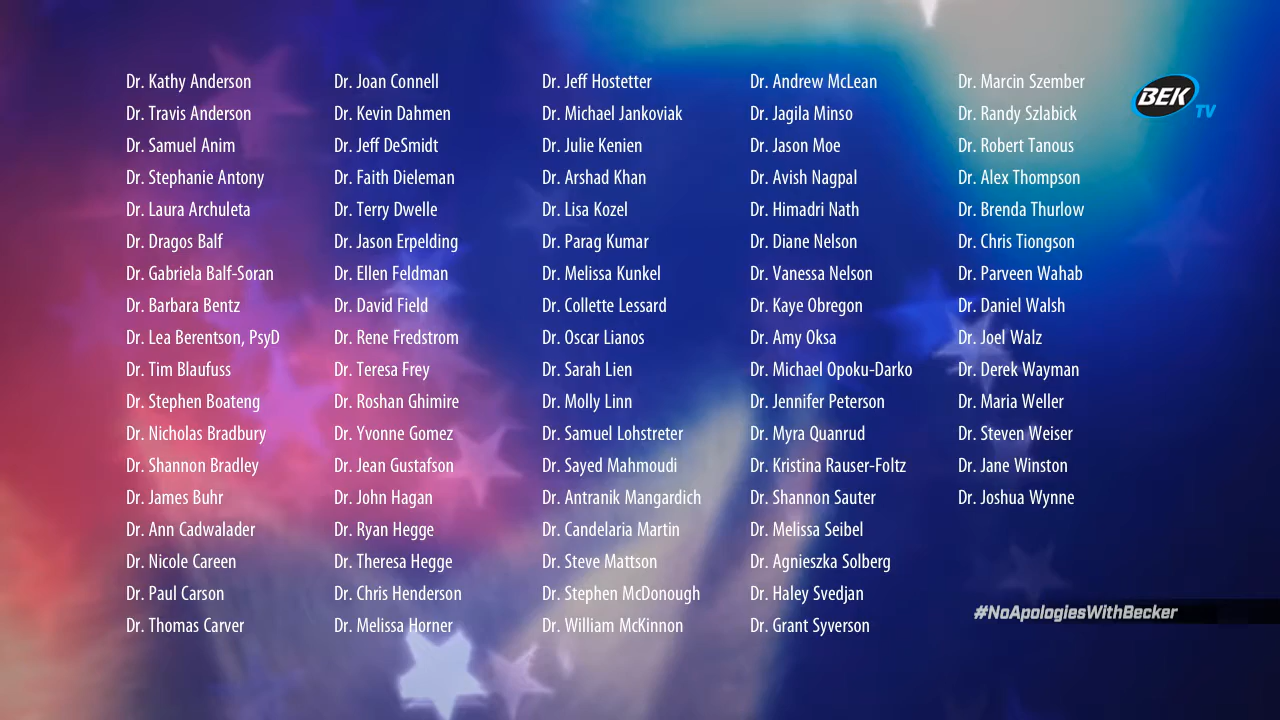 Dr. Kathy Anderson
Dr. Travis Anderson
Dr. Samuel Anim
Dr. Stephanie Antony
Dr. Laura Archuleta
Dr. Dragos Balf
Dr. Gabriela Balf-Soran
Dr. Barbara Bentz
Dr. Lea Berentson, PsyD
Dr. Tim Blaufuss
Dr. Stephen Boateng
Dr. Nicholas Bradbury
Dr. Shannon Bradley
Dr. James Buhr
Dr. Ann Cadwalader
Dr. Nicole Careen
Dr. Paul Carson
Dr. Thomas Carver
Dr. Joan Connell
Dr. Kevin Dahmen
Dr. Jeff DeSmidt
Dr. Faith Dieleman
Dr. Terry Dwelle
Dr. Jason Erpelding
Dr. Ellen Feldman
Dr. David Field
Dr. Rene Fredstrom
Dr. Teresa Frey
Dr. Roshan Ghimire
Dr. Yvonne Gomez
Dr. Jean Gustafson
Dr. John Hagan
Dr. Ryan Hegge
Dr. Theresa Hegge
Dr. Chris Henderson
Dr. Melissa Horner
Dr. Jeff Hostetter
Dr. Michael Jankoviak
Dr. Julie Kenien
Dr. Arshad Khan
Dr. Lisa Kozel
Dr. Parag Kumar
Dr. Melissa Kunkel
Dr. Collette Lessard
Dr. Oscar Lianos
Dr. Sarah Lien
Dr. Molly Linn
Dr. Samuel Lohstreter
Dr. Sayed Mahmoudi
Dr. Antranik Mangardich
Dr. Candelaria Martin
Dr. Steve Mattson
Dr. Stephen McDonough
Dr. William McKinnon
Dr. Andrew McLean
Dr. Jagila Minso
Dr. Jason Moe
Dr. Avish Nagpal
Dr. Himadri Nath
Dr. Diane Nelson
Dr. Vanessa Nelson
Dr. Kaye Obregon
Dr. Amy Oksa
Dr. Michael Opoku-Darko
Dr. Jennifer Peterson
Dr. Myra Quanrud
Dr. Kristina Rauser-Foltz
Dr. Shannon Sauter
Dr. Melissa Seibel
Dr. Agnieszka Solberg
Dr. Haley Svedjan
Dr. Grant Syverson
Dr. Marcin Szember
Dr. Randy Szlabick
Dr. Robert Tanous
Dr. Alex Thompson
Dr. Brenda Thurlow
Dr. Chris Tiongson
Dr. Parveen Wahab
Dr. Daniel Walsh
Dr. Joel Walz
Dr. Derek Wayman
Dr. Maria Weller
Dr. Steven Weiser
Dr. Jane Winston
Dr. Joshua Wynne
BEK TV
#NoApologiesWithBecker